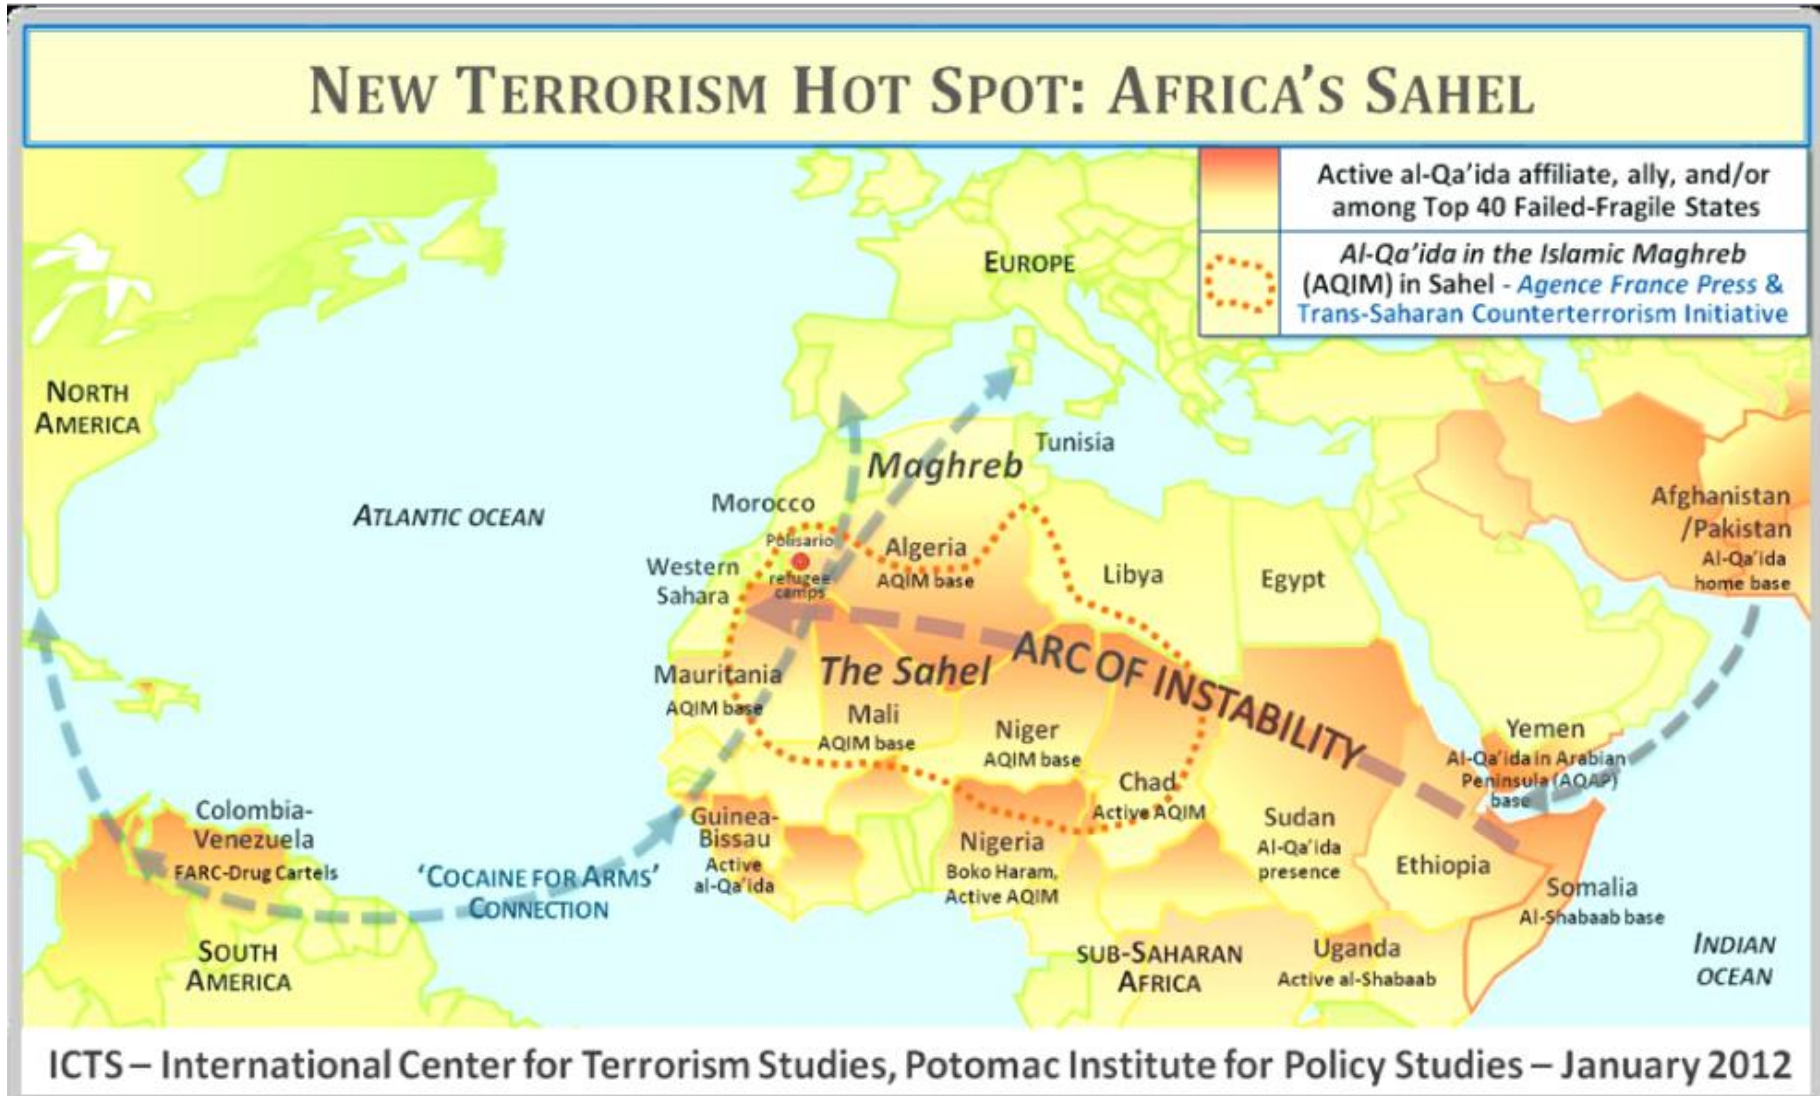 NEW TERRORISM HOT SPOT: AFRICA'S SAHEL
Active al-Qa'ida affiliate, ally, and/or
among Top 40 Failed-Fragile States
Al-Qa'ida in the Islamic Maghreb
(AQIM) in Sahel - Agence France Press &
Trans-Saharan Counterterrorism Initiative
EUROPE
NORTH
AMERICA
ATLANTIC OCEAN
Maghreb
Tunisia
Morocco
Polisario
refugee
camps
Western
Sahara
Algeria
AQIM base
Libya
Egypt
Afghanistan
/Pakistan
Al-Qa'ida
home base
ARC OF INSTABILITY
The Sahel
Mauritania
AQIM base
Mali
AQIM base
Niger
AQIM base
Chad
Active AQIM
Yemen
Al-Qa'ida in Arabian
Peninsula (AQAP)
base
Colombia-
Venezuela
FARC-Drug Cartels
'COCAINE FOR ARMS'
CONNECTION
Guinea-
Bissau
Active
al-Qa'ida
Nigeria
Boko Haram,
Active AQIM
Sudan
Al-Qa'ida
presence
Ethiopia
Somalia
Al-Shabaab base
SOUTH
AMERICA
SUB-SAHARAN
AFRICA
Uganda
Active al-Shabaab
INDIAN
OCEAN
ICTS – International Center for Terrorism Studies, Potomac Institute for Policy Studies – January 2012